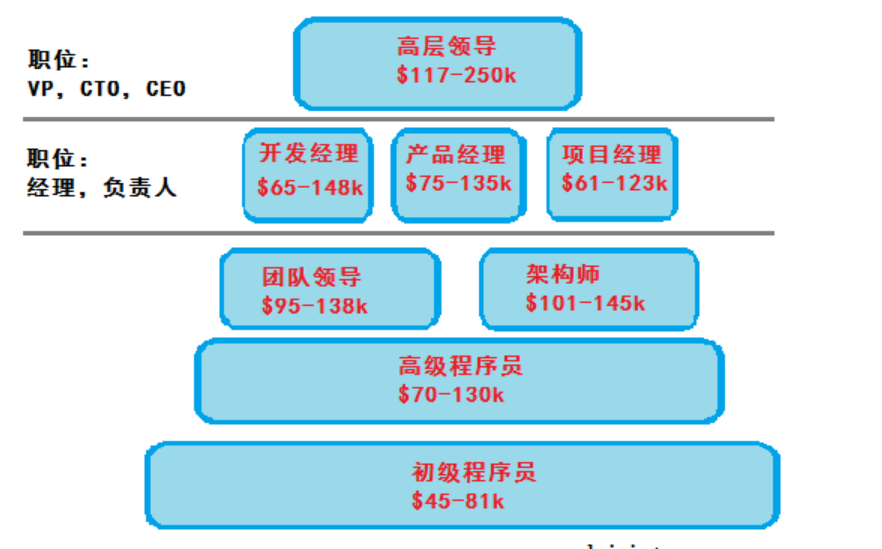 职位：
VP, CTO, CEO
高层领导
$117-250k
职位：
经理, 负责人
开发经理
$65-148k
产品经理
$75-135k
项目经理
$61-123k
团队领导
$95-138k
架构师
$101-145k
高级程序员
$70-130k
初级程序员
$45-81k